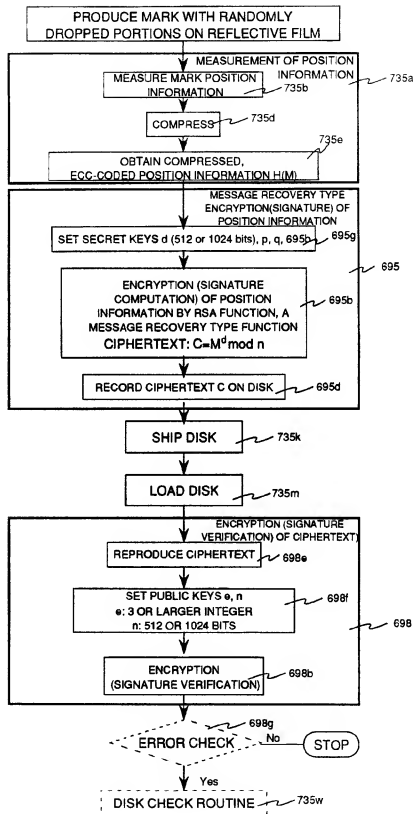 PRODUCE MARK WITH RANDOMLY
DROPPED PORTIONS ON REFLECTIVE FILM
MEASUREMENT OF POSITION
INFORMATION
735a
MEASURE MARK POSITION
INFORMATION
735b
COMPRESS
735d
735e
OBTAIN COMPRESSED,
ECC-CODED POSITION INFORMATION H(M)
MESSAGE RECOVERY TYPE
ENCRYPTION(SIGNATURE) OF
POSITION INFORMATION
SET SECRET KEYS d (512 or 1024 bits), p, q, 695b
695g
695
ENCRYPTION (SIGNATURE
COMPUTATION) OF POSITION
INFORMATION BY RSA FUNCTION, A
MESSAGE RECOVERY TYPE FUNCTION
CIPHERTEXT: C=M^d mod n
695b
RECORD CIPHERTEXT C ON DISK
695d
SHIP DISK
735k
LOAD DISK
735m
ENCRYPTION (SIGNATURE
VERIFICATION) OF CIPHERTEXT)
REPRODUCE CIPHERTEXT
698e
SET PUBLIC KEYS e, n
e: 3 OR LARGER INTEGER
n: 512 OR 1024 BITS
698f
698
ENCRYPTION
(SIGNATURE VERIFICATION)
698b
698g
ERROR CHECK
No
STOP
Yes
DISK CHECK ROUTINE
735w